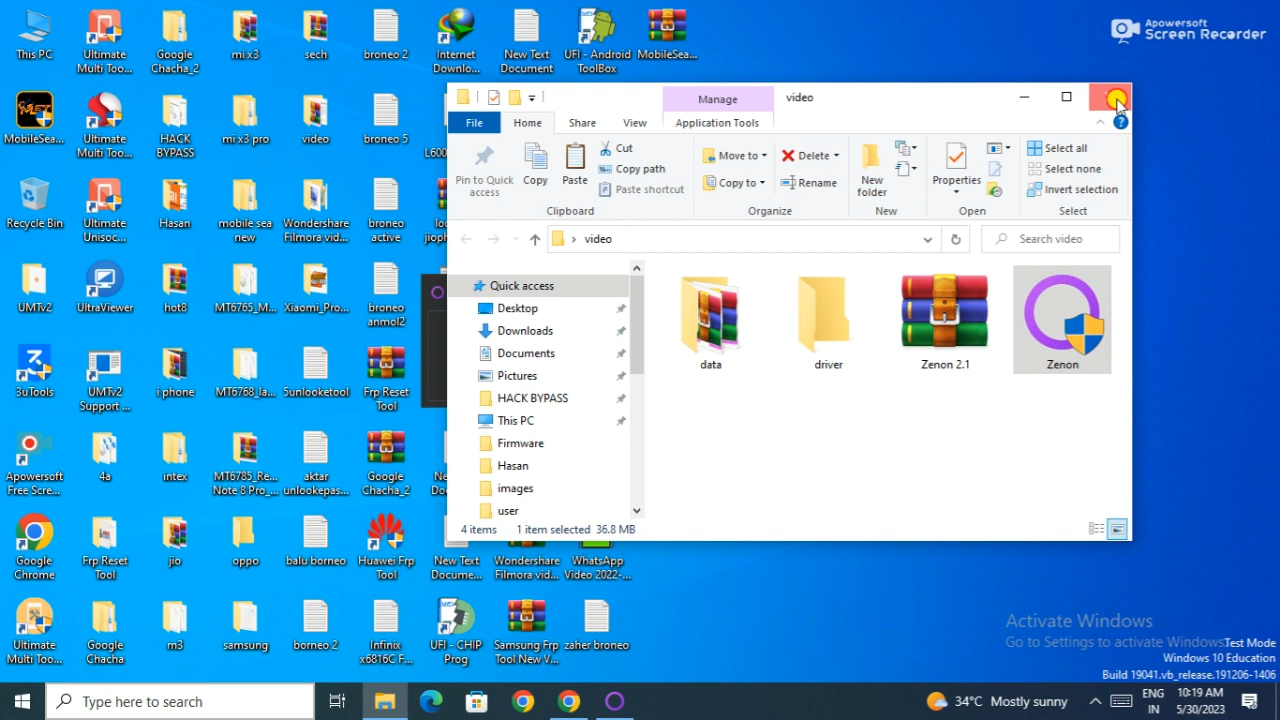 Apowersoft
Screen Recorder
This PC
Ultimate
Multi Too...
Google
Chacha_2
mi x3
sech
broneo 2
Internet
Downlo...
New Text
Document
UFI - Android
ToolBox
MobileSea...
MobileSea...
Ultimate
Multi Too...
HACK
BYPASS
mi x3 pro
video
broneo 5
Recycle Bin
Ultimate
Unisoc...
Hasan
mobile sea
new
Wondershare
Filmora vid...
broneo
active
UMTv2
UltraViewer
hot8
MT6765_M...
Xiaomi_Pro...
broneo
anmol2
3uTools
UMTv2
Support ...
i phone
MT6768_la...
5unlooketool
Frp Reset
Tool
Apowersoft
Free Scre...
4a
intex
MT6785_Re...
Note 8 Pro_...
aktar
unlookepas...
Google
Chacha_2
Google
Chrome
Frp Reset
Tool
jio
oppo
balu borneo
Huawei Frp
Tool
New Text
Docume...
Wondershare
Filmora vid...
WhatsApp
Video 2022-...
Ultimate
Multi Too...
Google
Chacha
m3
samsung
borneo 2
Infinix
x6816C F...
UFI - CHIP
Prog
Samsung Frp
Tool New V...
zaher broneo
Manage
video
File
Home
Share
View
Application Tools
Pin to Quick
access
Copy
Paste
Cut
Copy path
Paste shortcut
Clipboard
Move to
Copy to
Delete
Rename
Organize
New
folder
New
Properties
Open
Select all
Select none
Invert selection
Select
video
Search video
Quick access
Desktop
Downloads
Documents
Pictures
HACK BYPASS
This PC
Firmware
Hasan
images
user
data
driver
Zenon 2.1
Zenon
4 items
1 item selected 36.8 MB
Activate Windows
Go to Settings to activate Windows.
Test Mode
Windows 10 Education
Build 19041.vb_release.191206-1406
Type here to search
34°C Mostly sunny
ENG
IN
10:19 AM
5/30/2023